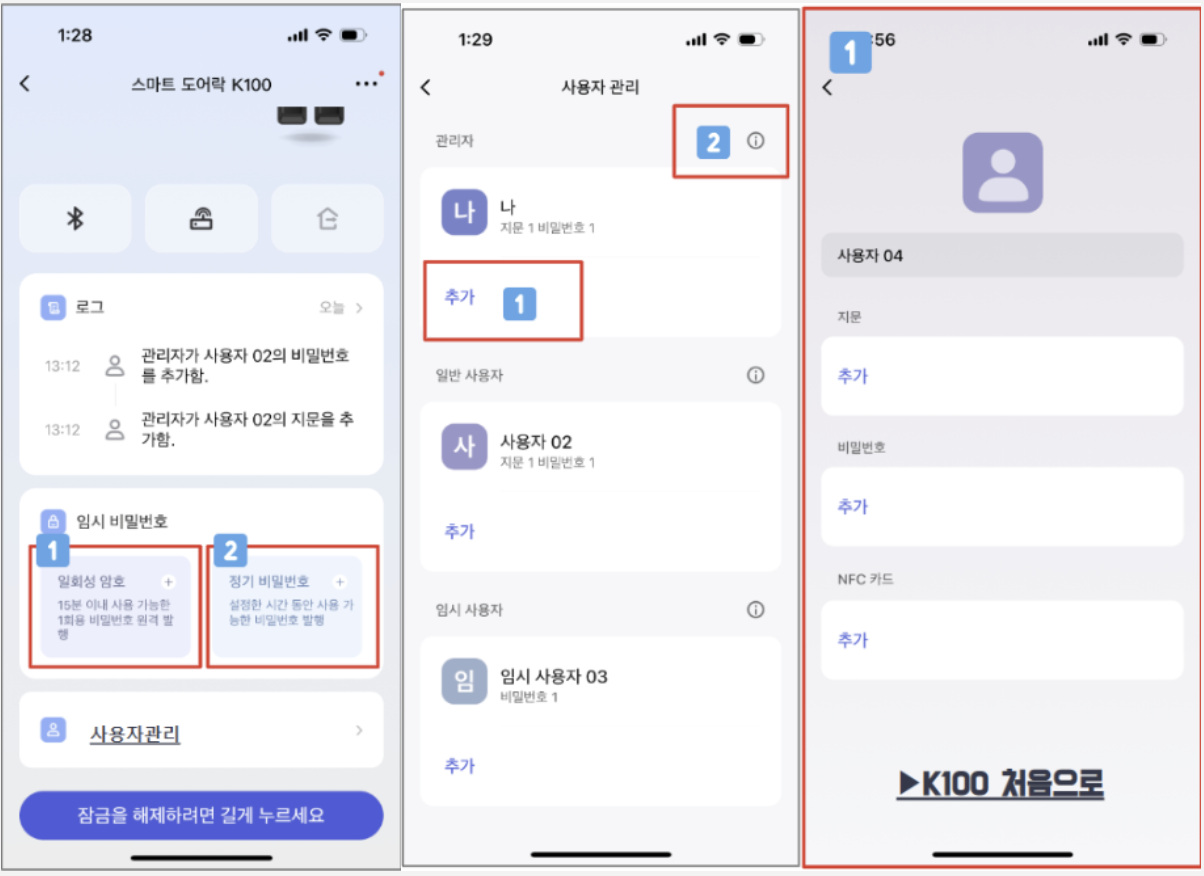 1:28
스마트 도어락 K100
로그
오늘
13:12
관리자가 사용자 02의 비밀번호
를 추가함.
13:12
관리자가 사용자 02의 지문을 추
가함.
임시 비밀번호
1
일회성 암호
15분 이내 사용 가능한
1회용 비밀번호 원격 발
행
2
정기 비밀번호
설정한 시간 동안 사용 가
능한 비밀번호 발행
사용자관리
잠금을 해제하려면 길게 누르세요
1:29
사용자 관리
관리자
2
나
나
지문 1 비밀번호 1
추가
1
일반 사용자
사
사용자 02
지문 1 비밀번호 1
추가
임시 사용자
임
임시 사용자 03
비밀번호 1
추가
1
:56
사용자 04
지문
추가
비밀번호
추가
NFC 카드
추가
▶K100 처음으로